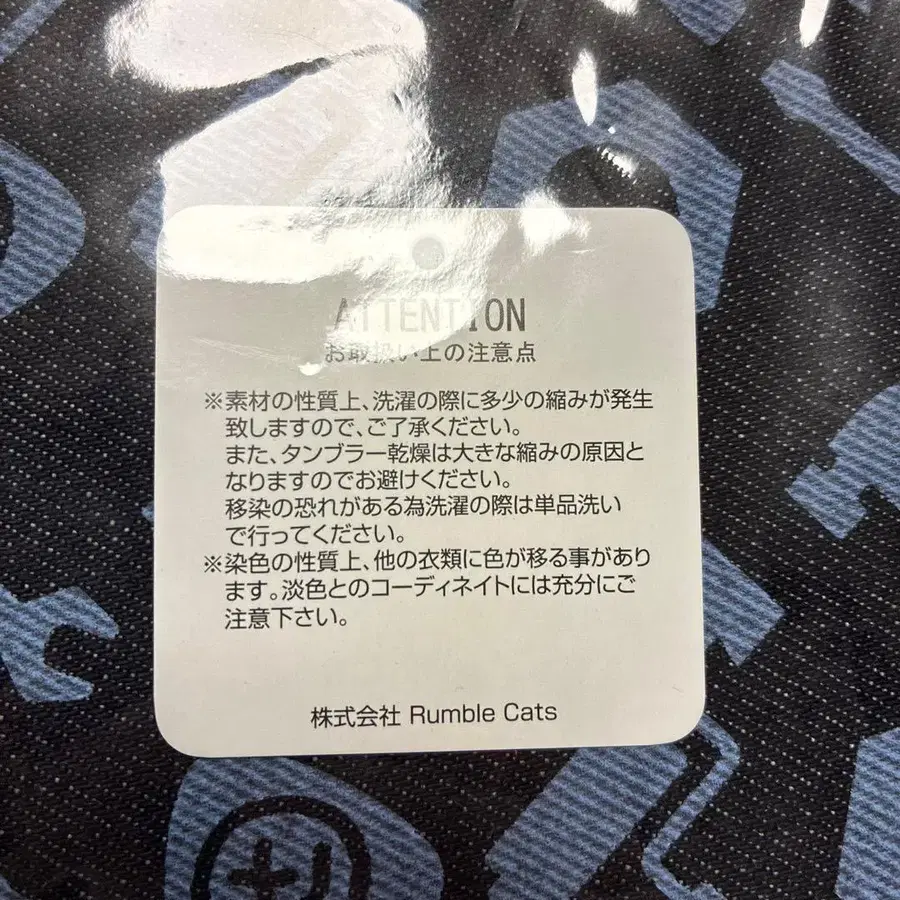 ATTENTION
お取扱い上の注意点
※素材の性質上、洗濯の際に多少の縮みが発生
致しますので、ご了承ください。
また、タンブラー乾燥は大きな縮みの原因と
なりますのでお避けください。
移染の恐れがある為洗濯の際は単品洗い
で行ってください。
※染色の性質上、他の衣類に色が移る事があり
ます。淡色とのコーディネイトには充分にご
注意下さい。
株式会社 Rumble Cats